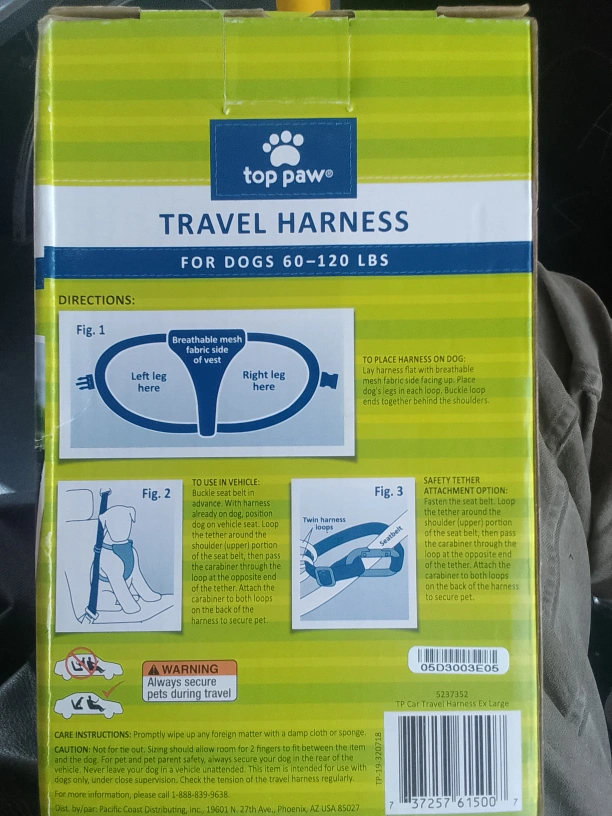 top paw®
TRAVEL HARNESS
FOR DOGS 60–120 LBS
DIRECTIONS:
Fig. 1
Breathable mesh
fabric side
of vest
Left leg
here
Right leg
here
TO PLACE HARNESS ON DOG:
Lay harness flat with breathable
mesh fabric side facing up. Place
dog's legs in each loop. Buckle loop
ends together behind the shoulders.
Fig. 2
TO USE IN VEHICLE:
Buckle seat belt in
advance. With harness
already on dog, position
dog on vehicle seat. Loop
the tether around the
shoulder (upper) portion
of the seat belt, then pass
the carabiner through the
loop at the opposite end
of the tether. Attach the
carabiner to both loops
on the back of the
harness to secure pet.
Fig. 3
Twin harness
loops
Seatbelt
SAFETY TETHER
ATTACHMENT OPTION:
Fasten the seat belt. Loop
the tether around the
shoulder (upper) portion
of the seat belt, then pass
the carabiner through the
loop at the opposite end
of the tether. Attach the
carabiner to both loops
on the back of the harness
to secure pet.
WARNING
Always secure
pets during travel
05D3003E05
5237352
TP Car Travel Harness Ex Large
TP-19-320718
7 37257 61500 7
CARE INSTRUCTIONS: Promptly wipe up any foreign matter with a damp cloth or sponge.
CAUTION: Not for tie out. Sizing should allow room for 2 fingers to fit between the item
and the dog. For pet and pet parent safety, always secure your dog in the rear of the
vehicle. Never leave your dog in a vehicle unattended. This item is intended for use with
dogs only, under close supervision. Check the tension of the travel harness regularly.
For more information, please call 1-888-839-9638.
Dist. by/par: Pacific Coast Distributing, Inc., 19601 N. 27th Ave., Phoenix, AZ USA 85027